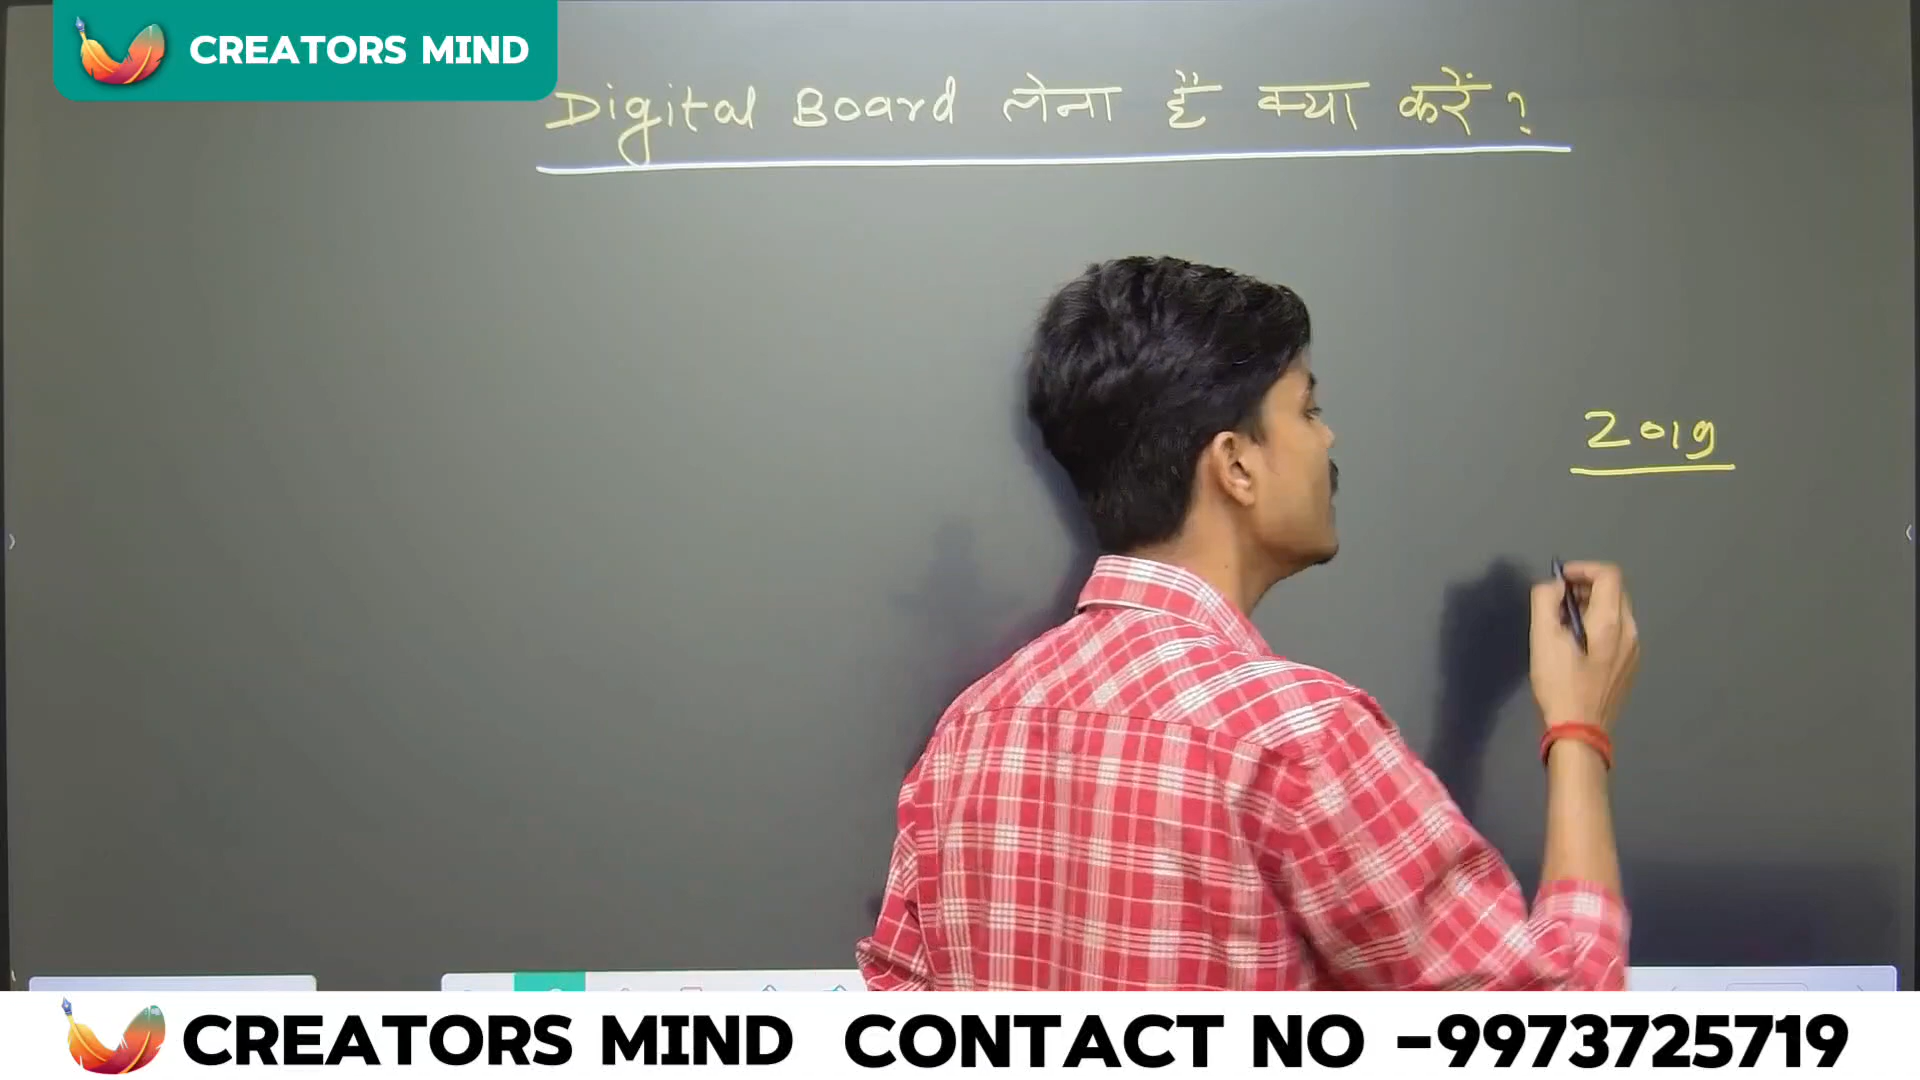 CREATORS MIND
Digital Board लेना हैं क्या करें ?
2019
CREATORS MIND CONTACT NO -9973725719